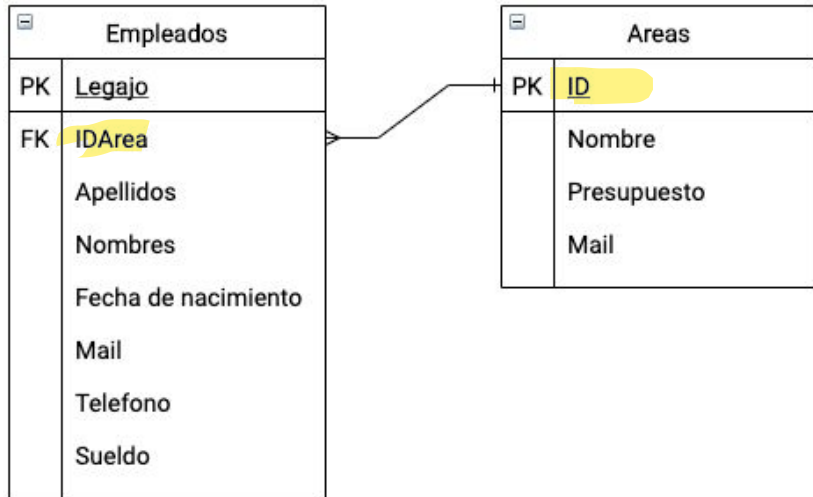 Empleados
PK Legajo
FK IDArea
Apellidos
Nombres
Fecha de nacimiento
Mail
Telefono
Sueldo
Areas
PK ID
Nombre
Presupuesto
Mail